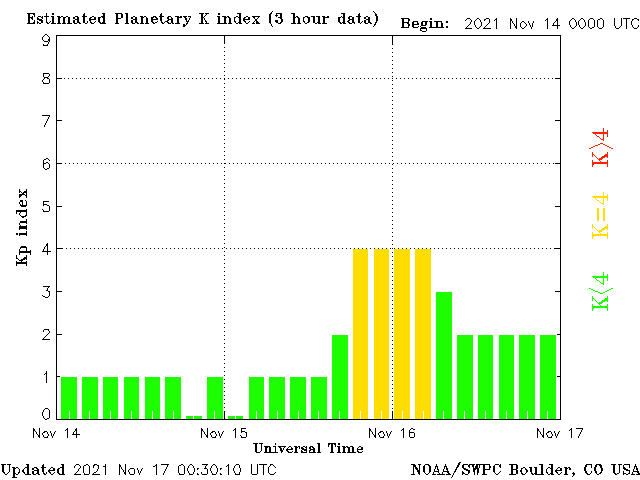 Estimated Planetary K index (3 hour data)
Begin: 2021 Nov 14 0000 UTC
9
8
7
6
5
4
3
2
1
0
Kp index
K>4
K=4
K<4
Nov 14
Nov 15
Nov 16
Nov 17
Universal Time
Updated 2021 Nov 17 00:30:10 UTC
NOAA/SWPC Boulder, CO USA